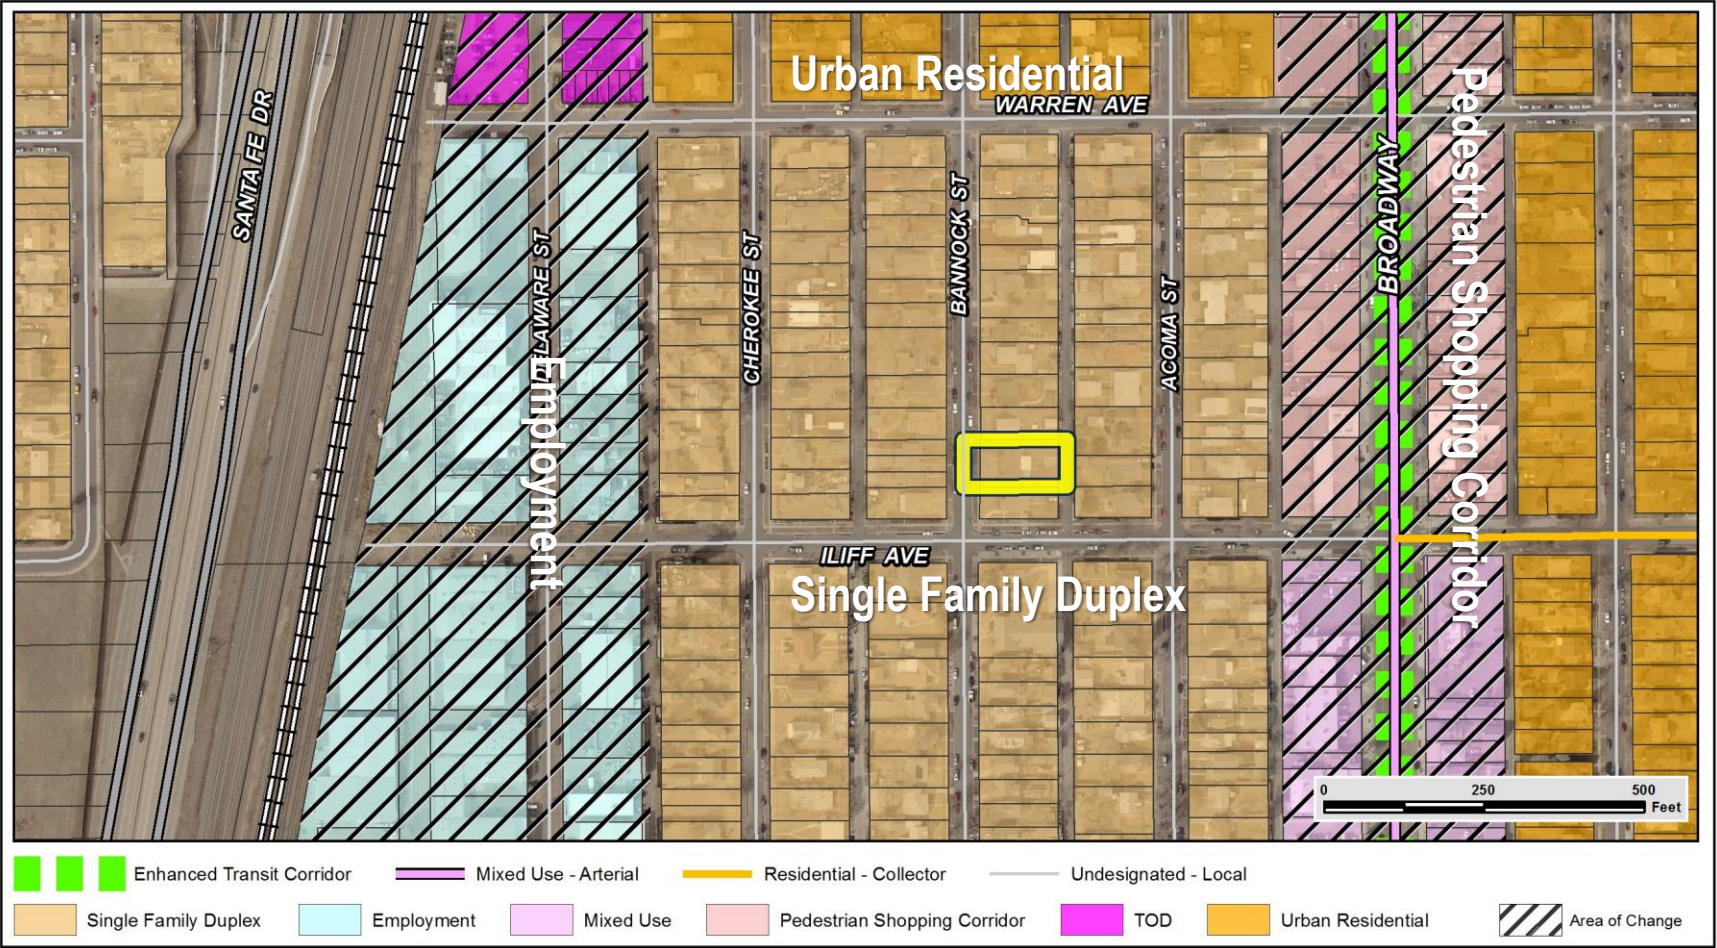 Urban Residential
WARREN AVE
SANTA FE DR
DELAWARE ST
CHEROKEE ST
BANNOCK ST
ACOMA ST
BROADWAY
Pedestrian Shopping Corridor
Employment
ILIFF AVE
Single Family Duplex
0 250 500
Feet
Enhanced Transit Corridor Mixed Use - Arterial Residential - Collector Undesignated - Local
Single Family Duplex Employment Mixed Use Pedestrian Shopping Corridor TOD Urban Residential Area of Change